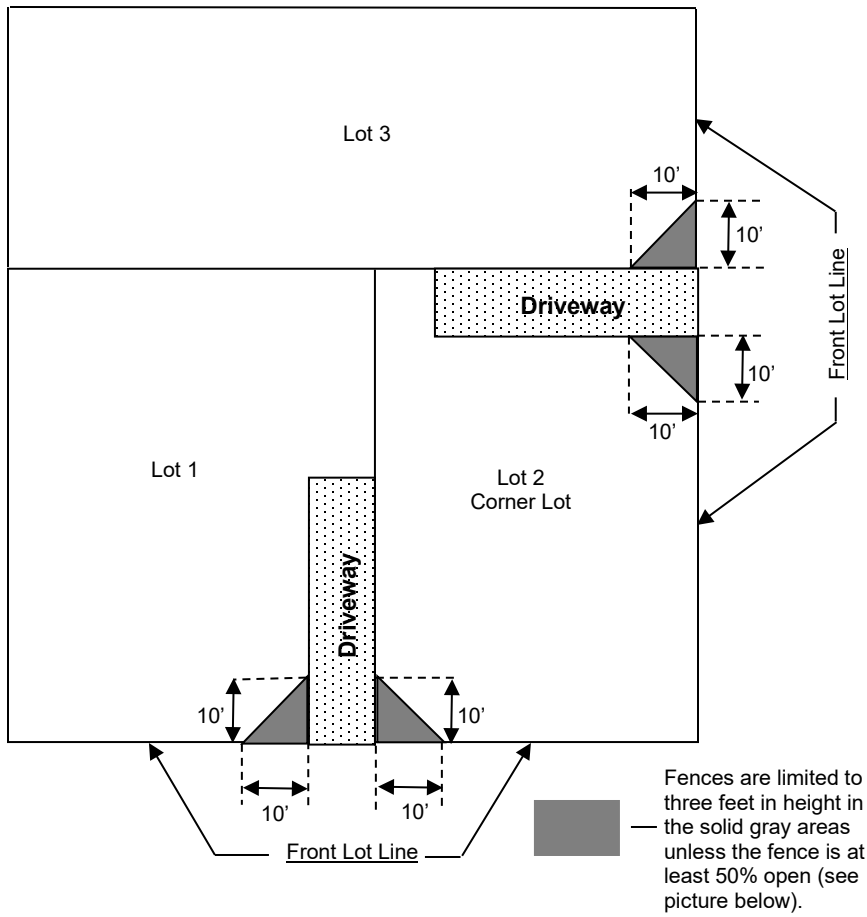 Lot 3
10’
10’
Driveway
Front Lot Line
10’
10’
Lot 1
Lot 2
Corner Lot
Driveway
10’
10’
10’
10’
Front Lot Line
Fences are limited to
three feet in height in
the solid gray areas
unless the fence is at
least 50% open (see
picture below).